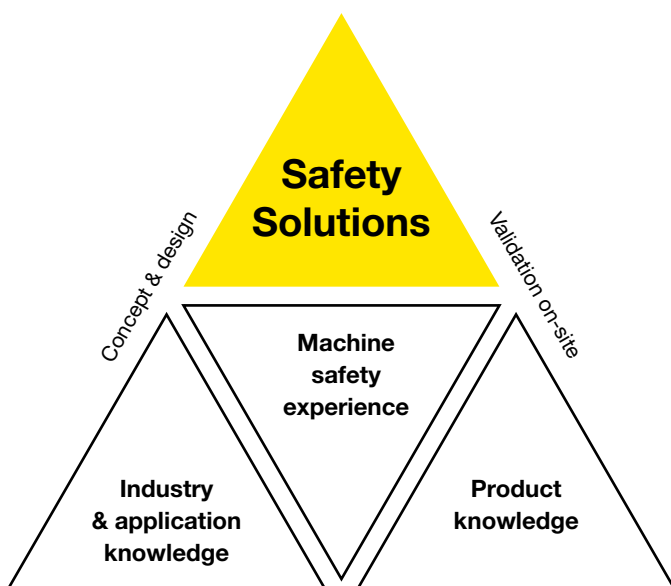 Safety
Solutions
Concept & design
Validation on-site
Machine
safety
experience
Industry
& application
knowledge
Product
knowledge